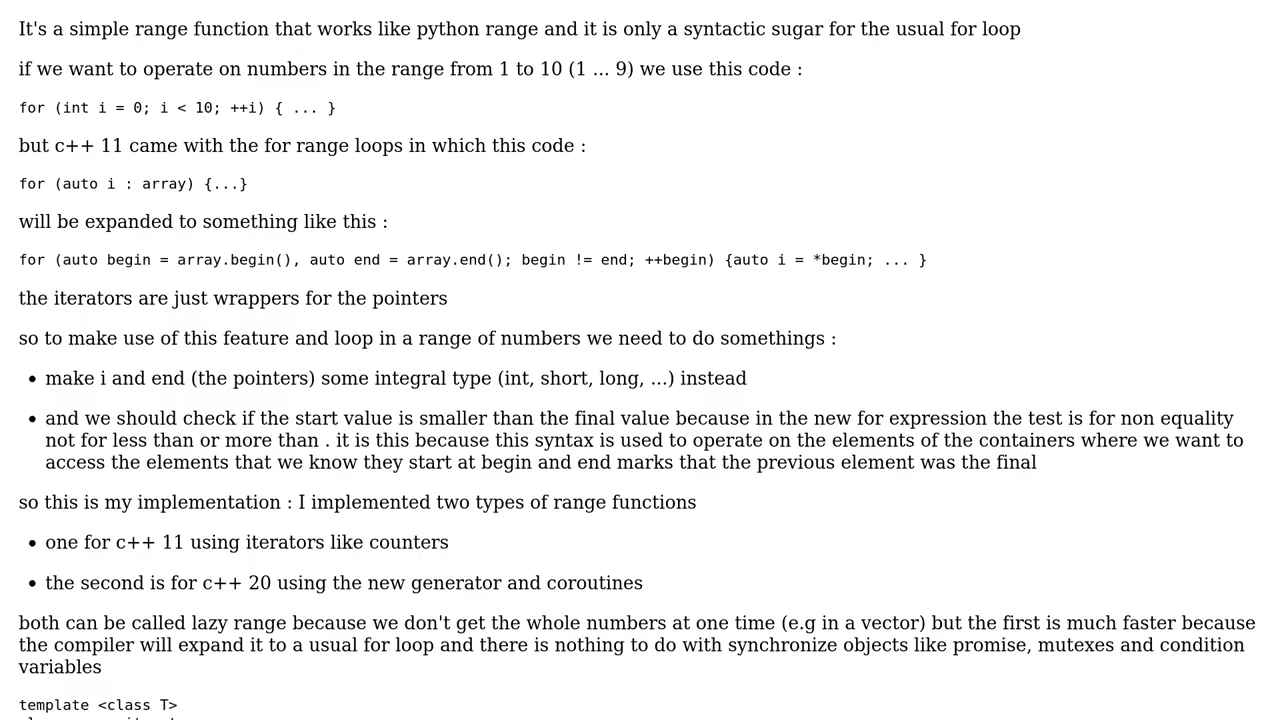 It's a simple range function that works like python range and it is only a syntactic sugar for the usual for loop
if we want to operate on numbers in the range from 1 to 10 (1 ... 9) we use this code :
for (int i = 0; i < 10; ++i) { ... }
but c++ 11 came with the for range loops in which this code :
for (auto i : array) {...}
will be expanded to something like this :
for (auto begin = array.begin(), auto end = array.end(); begin != end; ++begin) {auto i = *begin; ... }
the iterators are just wrappers for the pointers
so to make use of this feature and loop in a range of numbers we need to do somethings :
• make i and end (the pointers) some integral type (int, short, long, ...) instead
• and we should check if the start value is smaller than the final value because in the new for expression the test is for non equality
not for less than or more than . it is this because this syntax is used to operate on the elements of the containers where we want to
access the elements that we know they start at begin and end marks that the previous element was the final
so this is my implementation : I implemented two types of range functions
• one for c++ 11 using iterators like counters
• the second is for c++ 20 using the new generator and coroutines
both can be called lazy range because we don't get the whole numbers at one time (e.g in a vector) but the first is much faster because
the compiler will expand it to a usual for loop and there is nothing to do with synchronize objects like promise, mutexes and condition
variables
template <class T>